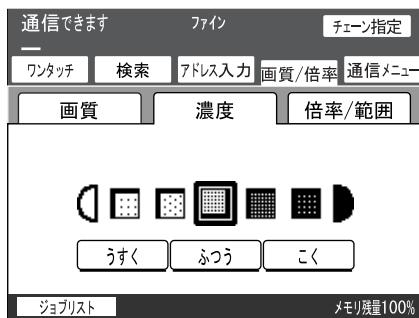 通信できます ファイン チェーン指定
ワンタッチ 検索 アドレス入力 画質/倍率 通信メニュー
画質 濃度 倍率/範囲
うすく ふつう こく
ジョブリスト メモリ残量100%